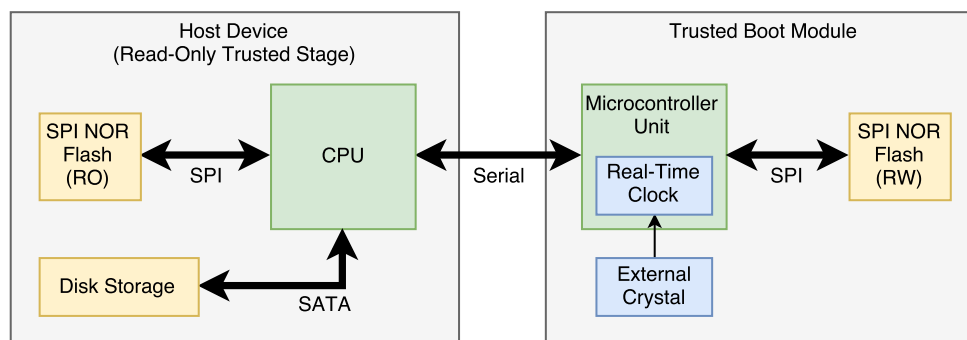 Host Device
(Read-Only Trusted Stage)
SPI NOR
Flash
(RO)
SPI
CPU
Disk Storage
SATA
Serial
Trusted Boot Module
Microcontroller
Unit
Real-Time
Clock
External
Crystal
SPI
SPI NOR
Flash
(RW)